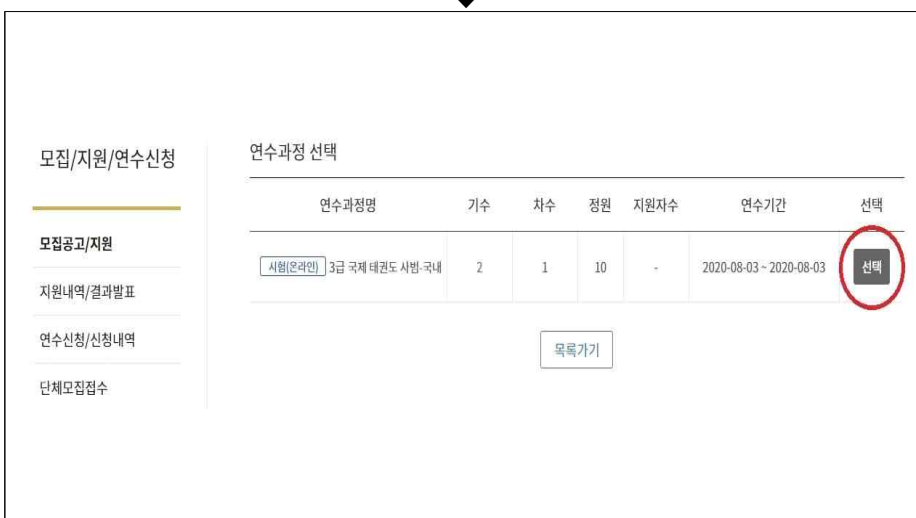 모집/지원/연수신청
모집공고/지원
지원내역/결과발표
연수신청/신청내역
단체모집접수
연수과정 선택
연수과정명 기수 차수 정원 지원자수 연수기간 선택
시험(온라인) 3급 국제 태권도 사범-국내 2 1 10 - 2020-08-03 ~ 2020-08-03 선택
목록가기